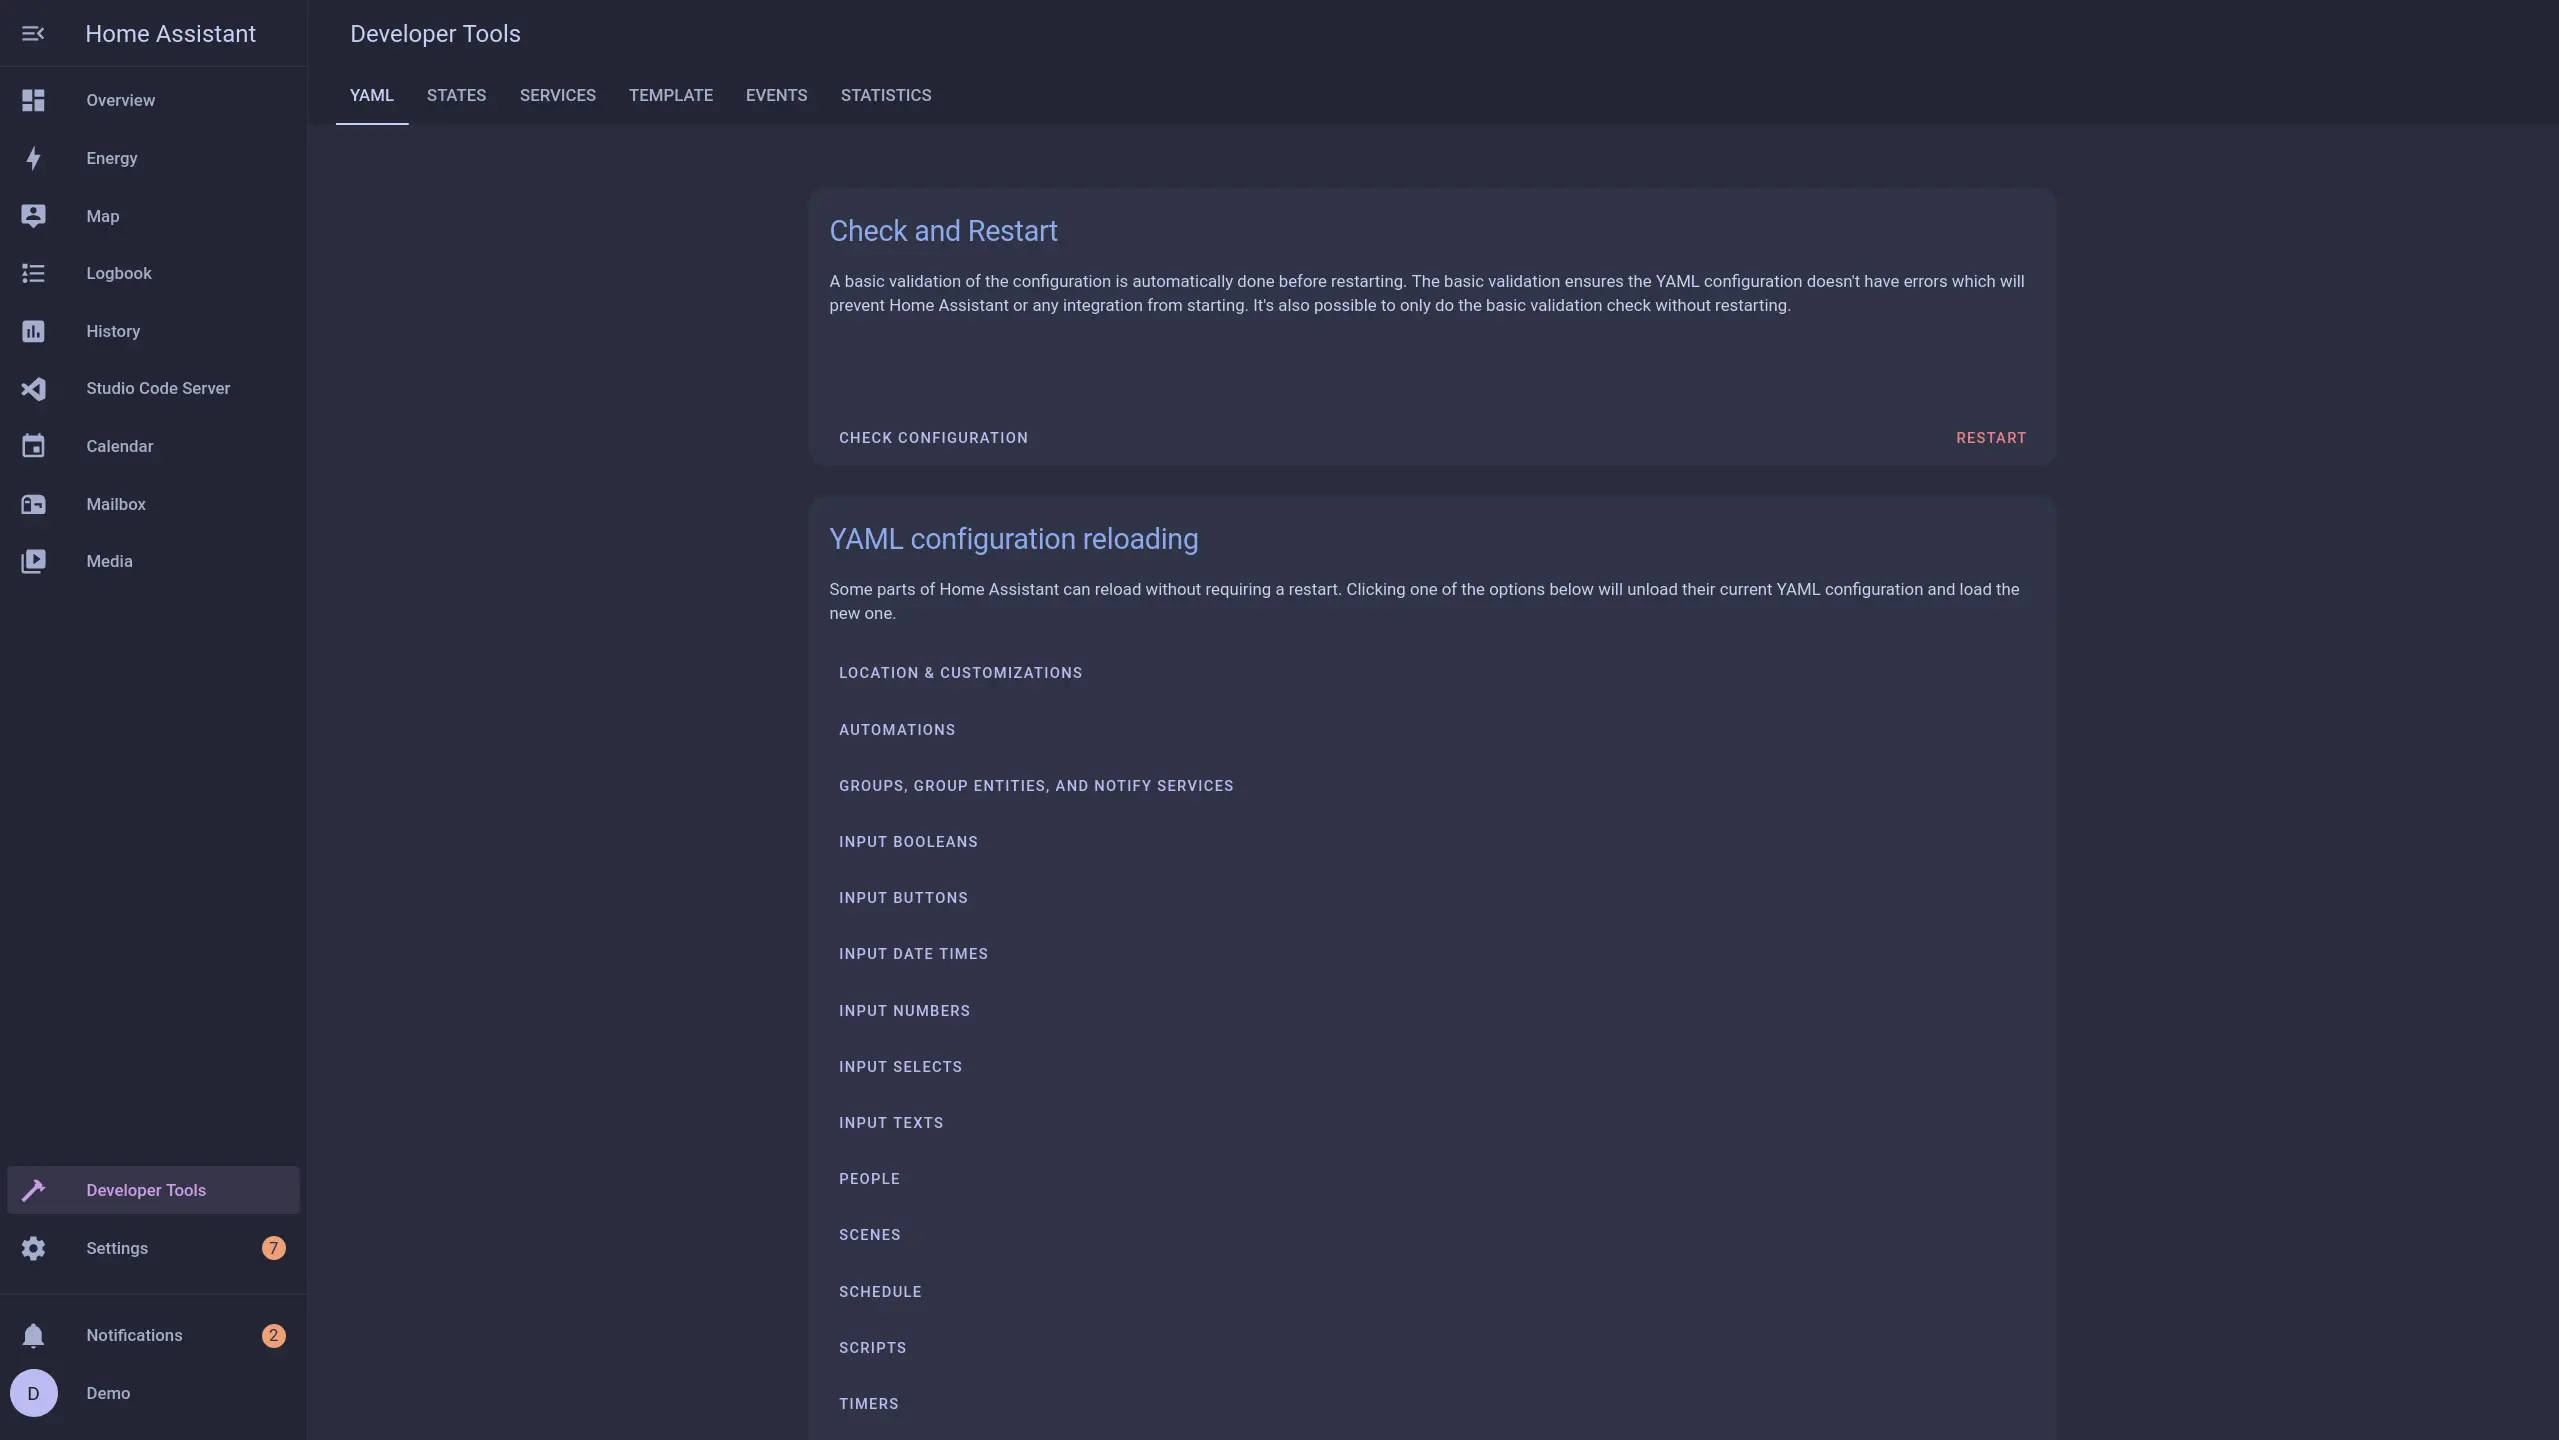 Home Assistant
Overview
Energy
Map
Logbook
History
Studio Code Server
Calendar
Mailbox
Media
Developer Tools
Settings
7
Notifications
2
D
Demo
Developer Tools
YAML
STATES
SERVICES
TEMPLATE
EVENTS
STATISTICS
Check and Restart
A basic validation of the configuration is automatically done before restarting. The basic validation ensures the YAML configuration doesn't have errors which will
prevent Home Assistant or any integration from starting. It's also possible to only do the basic validation check without restarting.
CHECK CONFIGURATION
RESTART
YAML configuration reloading
Some parts of Home Assistant can reload without requiring a restart. Clicking one of the options below will unload their current YAML configuration and load the
new one.
LOCATION & CUSTOMIZATIONS
AUTOMATIONS
GROUPS, GROUP ENTITIES, AND NOTIFY SERVICES
INPUT BOOLEANS
INPUT BUTTONS
INPUT DATE TIMES
INPUT NUMBERS
INPUT SELECTS
INPUT TEXTS
PEOPLE
SCENES
SCHEDULE
SCRIPTS
TIMERS